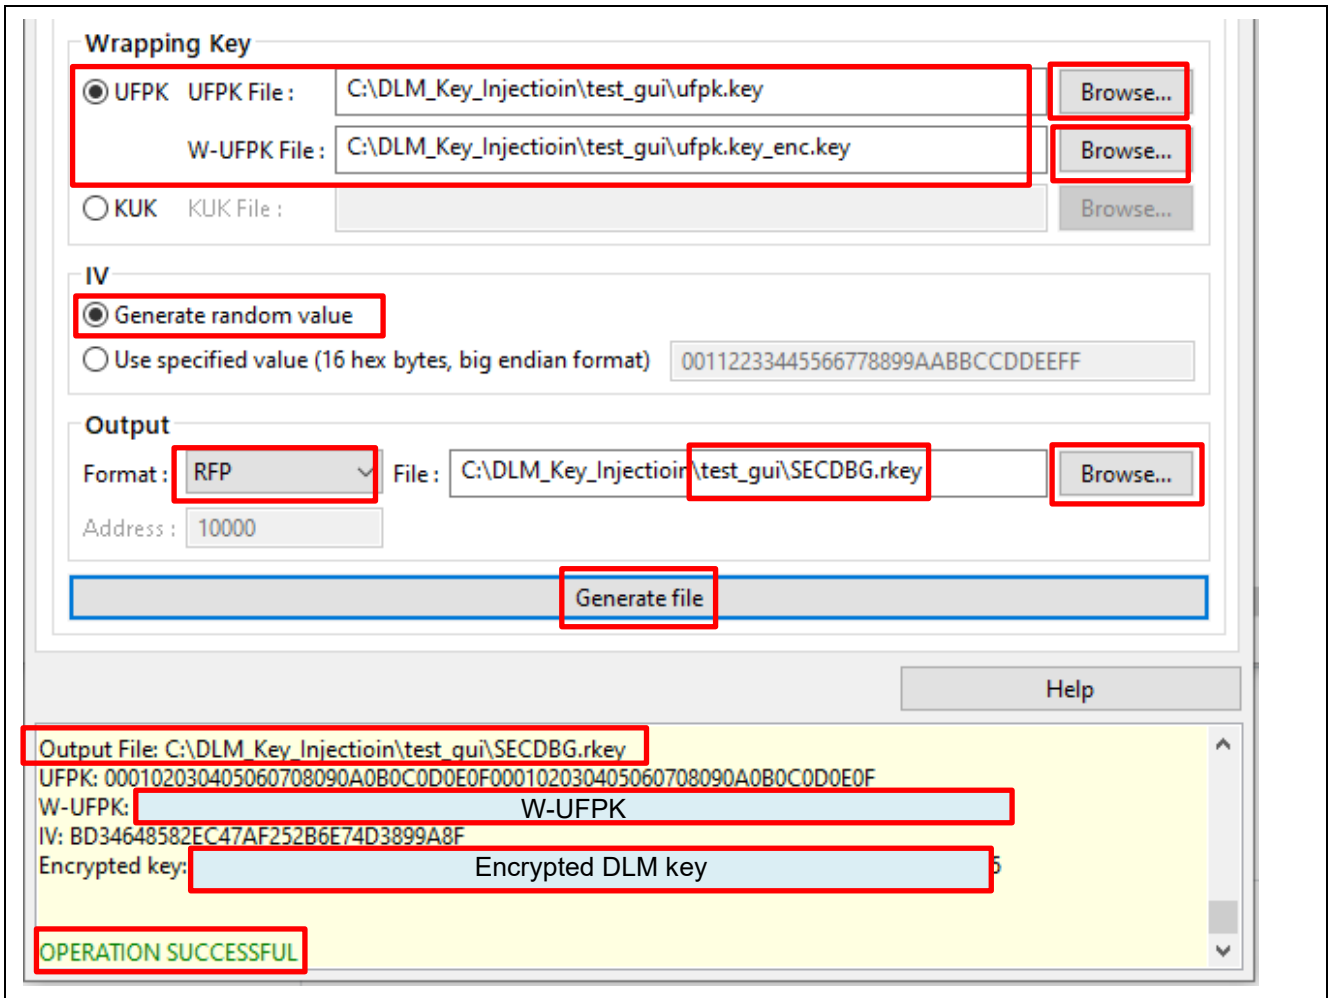 Wrapping Key
UFPK UFPK File : C:\DLM_Key_Injectioin\test_gui\ufpk.key Browse...
W-UFPK File : C:\DLM_Key_Injectioin\test_gui\ufpk.key_enc.key Browse...
KUK KUK File : Browse...
IV
Generate random value
Use specified value (16 hex bytes, big endian format) 00112233445566778899AABBCCDDEEFF
Output
Format : RFP File : C:\DLM_Key_Injectioin\test_gui\SECDBG.rkey Browse...
Address : 10000
Generate file
Help
Output File: C:\DLM_Key_Injectioin\test_gui\SECDBG.rkey
UFPK: 000102030405060708090A0B0C0D0E0F000102030405060708090A0B0C0D0E0F
W-UFPK: W-UFPK
IV: BD34648582EC47AF252B6E74D3899A8F
Encrypted key: Encrypted DLM key
OPERATION SUCCESSFUL